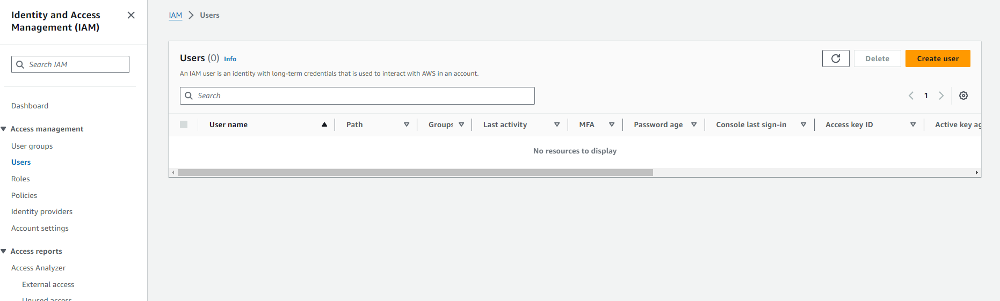 Identity and Access
Management (IAM)
Search IAM
Dashboard
Access management
User groups
Users
Roles
Policies
Identity providers
Account settings
Access reports
Access Analyzer
External access
Unused access
IAM > Users
Users (0) Info
Delete
Create user
An IAM user is an identity with long-term credentials that is used to interact with AWS in an account.
Search
1
User name Path Groups Last activity MFA Password age Console last sign-in Access key ID Active key ag
No resources to display